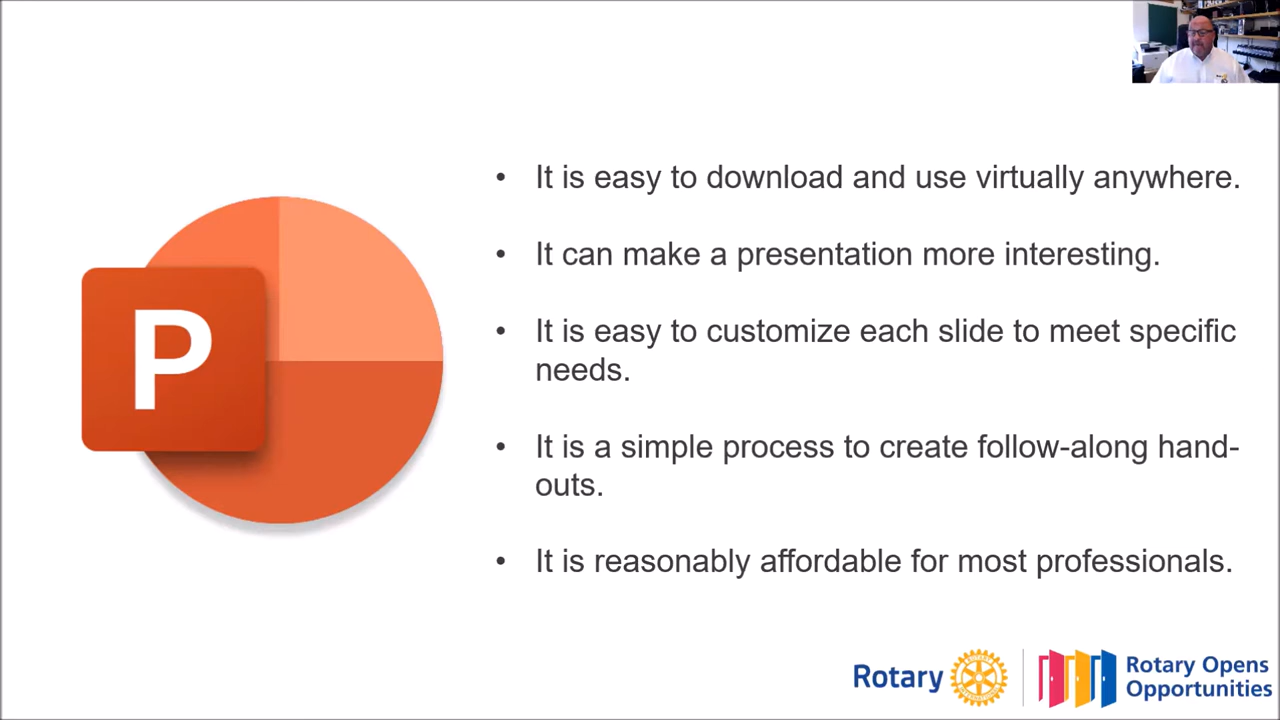 P
• It is easy to download and use virtually anywhere.
• It can make a presentation more interesting.
• It is easy to customize each slide to meet specific
needs.
• It is a simple process to create follow-along hand-
outs.
• It is reasonably affordable for most professionals.
Rotary
Rotary Opens
Opportunities